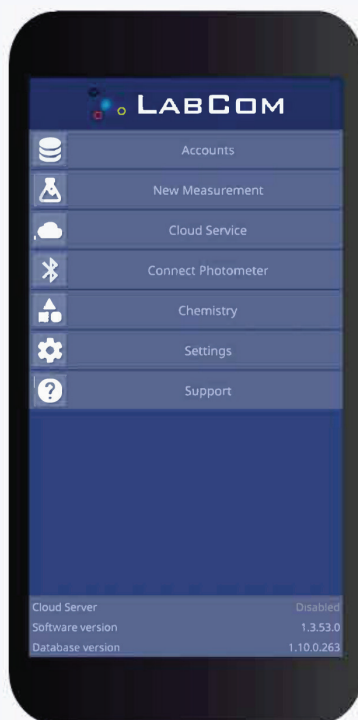 LABCOM
Accounts
New Measurement
Cloud Service
Connect Photometer
Chemistry
Settings
?
Support
Cloud Server Disabled
Software version 1.3.53.0
Database version 1.10.0.263